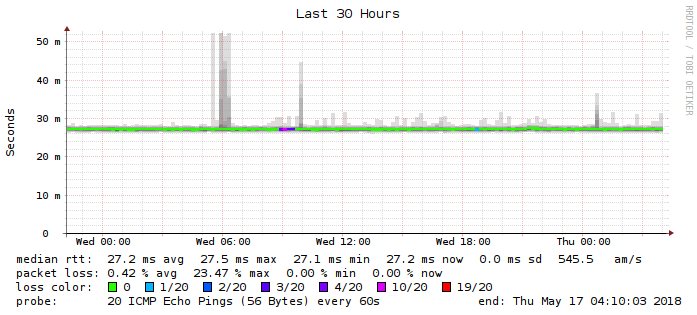 Last 30 Hours
RRDTOOL / TOBI OETIKER
Seconds
50 m
40 m
30 m
20 m
10 m
0
Wed 00:00 Wed 06:00 Wed 12:00 Wed 18:00 Thu 00:00
median rtt: 27.2 ms avg 27.5 ms max 27.1 ms min 27.2 ms now 0.0 ms sd 545.5 am/s
packet loss: 0.42 % avg 23.47 % max 0.00 % min 0.00 % now
loss color: 0 1/20 2/20 3/20 4/20 10/20 19/20
probe: 20 ICMP Echo Pings (56 Bytes) every 60s end: Thu May 17 04:10:03 2018